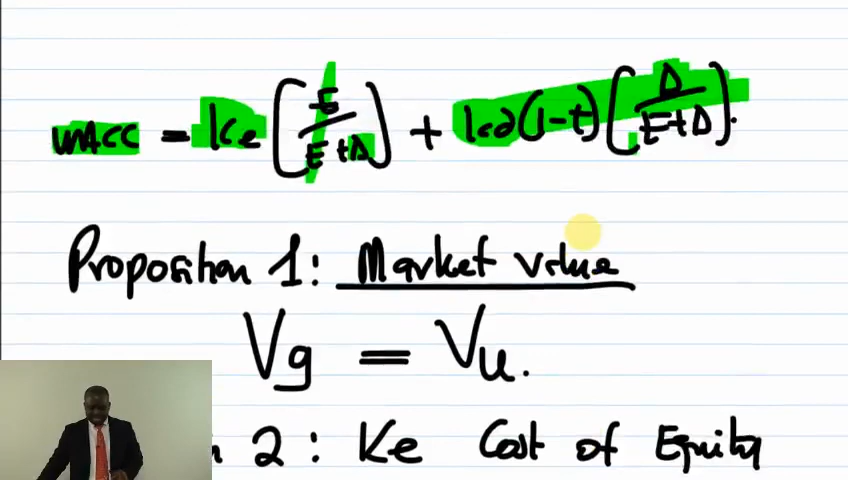 WACC = Ke [E / E+D] + Kd(1-t) [D / E+D].
Proposition 1: Market value
Vg = Vu.
n 2: Ke Cost of Equity